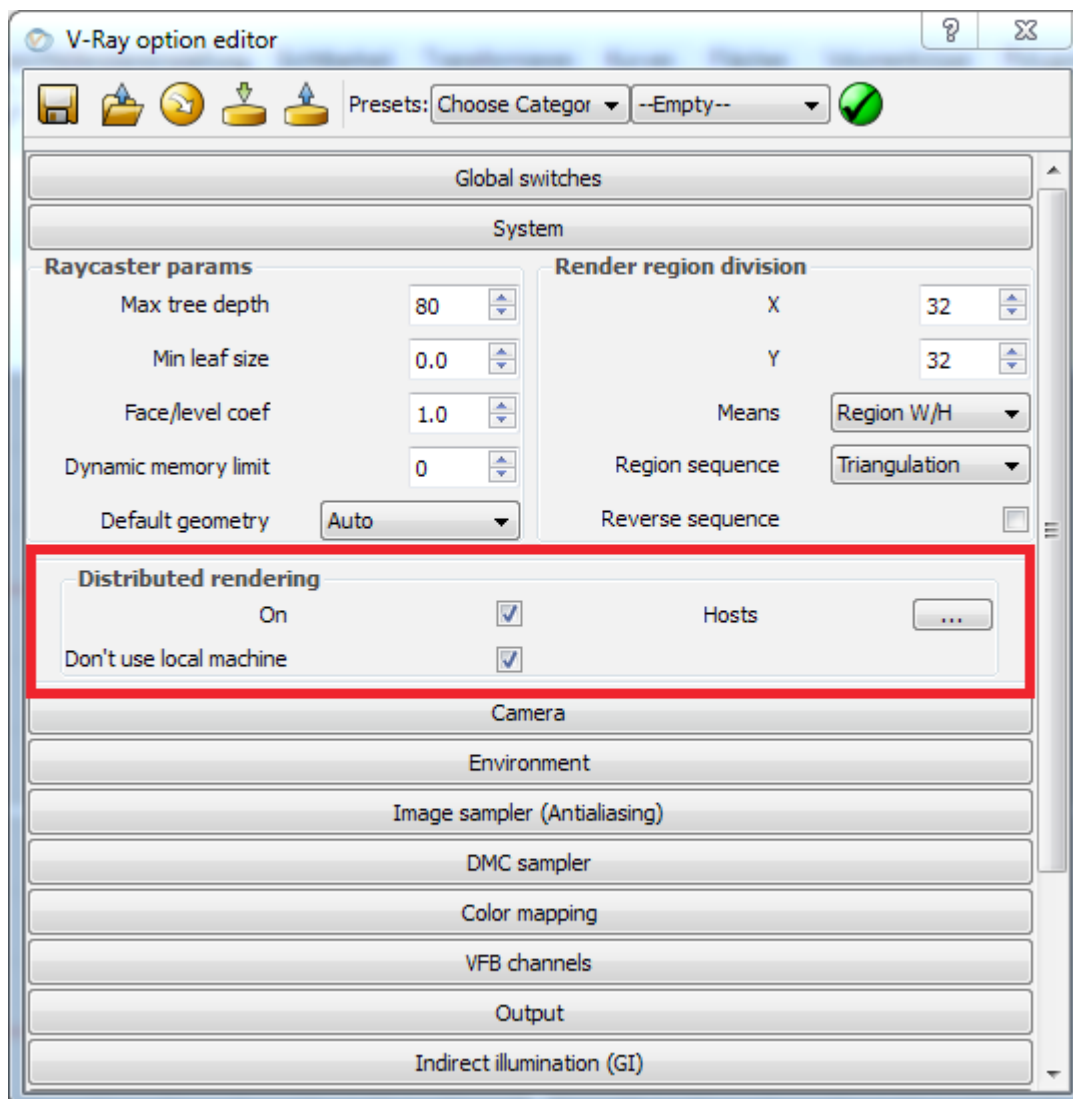 V-Ray option editor
Presets: Choose Categor --Empty--
Global switches
System
Raycaster params
Max tree depth 80
Min leaf size 0.0
Face/level coef 1.0
Dynamic memory limit 0
Default geometry Auto
Render region division
X 32
Y 32
Means Region W/H
Region sequence Triangulation
Reverse sequence
Distributed rendering
On
Hosts ...
Don't use local machine
Camera
Environment
Image sampler (Antialiasing)
DMC sampler
Color mapping
VFB channels
Output
Indirect illumination (GI)